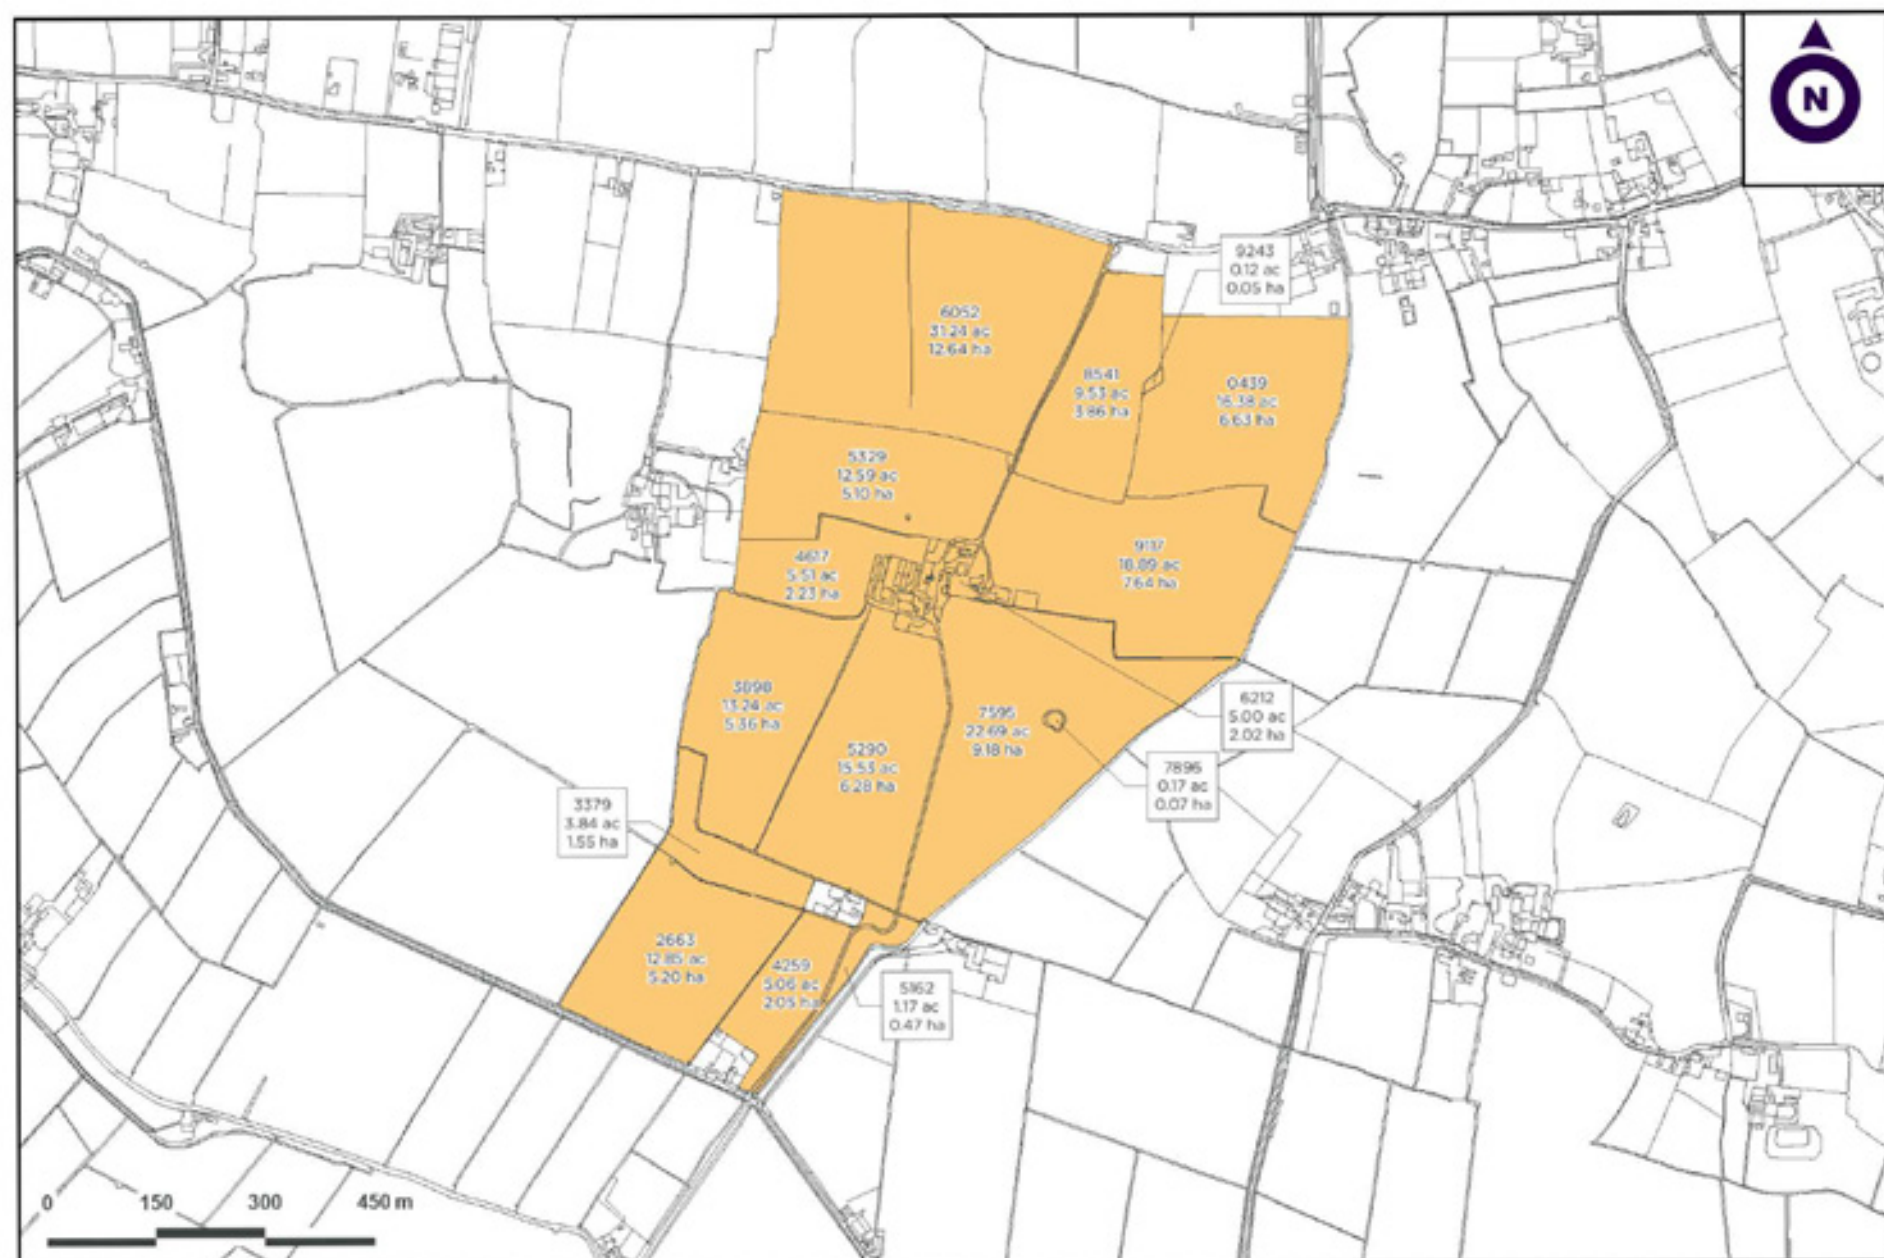 N
9243
0.12 ac
0.05 ha
6052
31.24 ac
12.64 ha
8541
9.53 ac
3.86 ha
0439
16.38 ac
6.63 ha
5329
12.59 ac
5.10 ha
9117
18.89 ac
7.64 ha
4617
5.51 ac
2.23 ha
3898
13.24 ac
5.36 ha
7595
22.69 ac
9.18 ha
6212
5.00 ac
2.02 ha
5290
15.53 ac
6.28 ha
7896
0.17 ac
0.07 ha
3379
3.84 ac
1.55 ha
2663
12.85 ac
5.20 ha
4259
5.06 ac
2.05 ha
5162
1.17 ac
0.47 ha
0 150 300 450 m